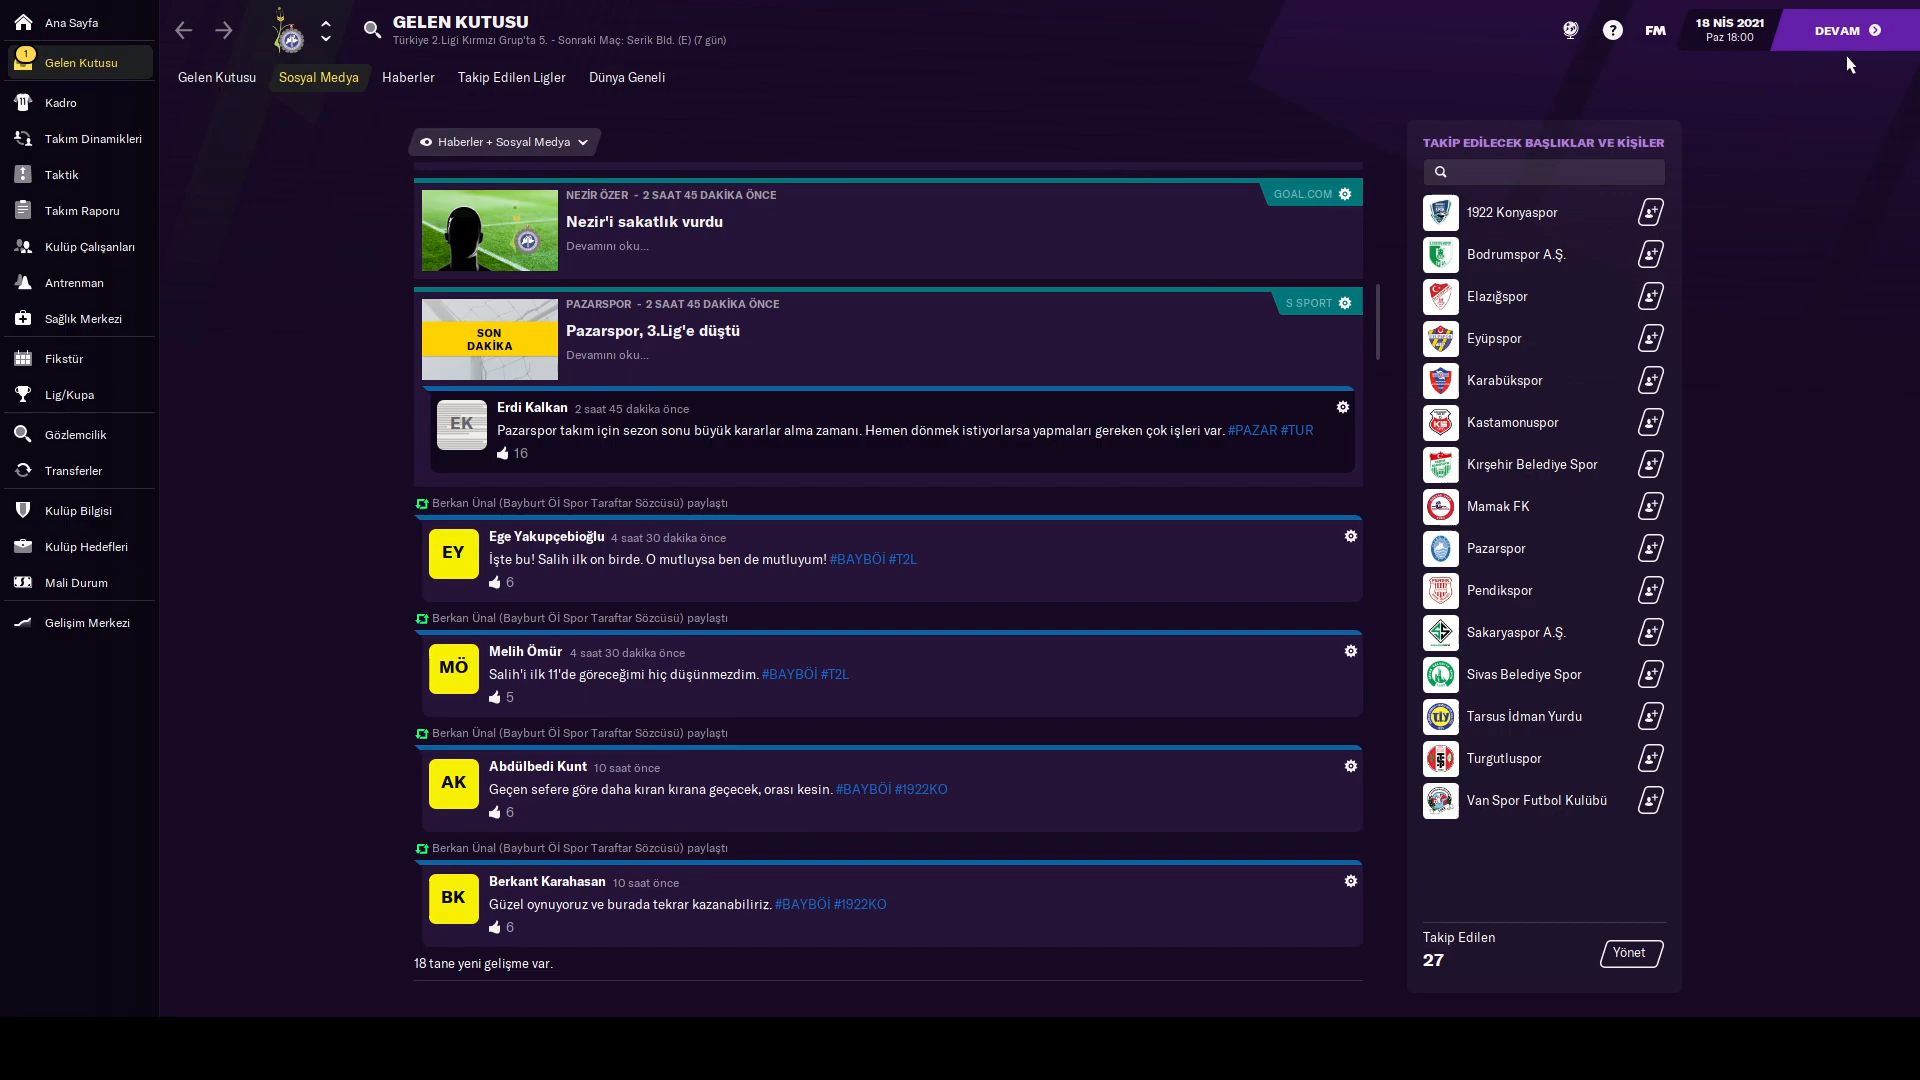 Ana Sayfa
1
Gelen Kutusu
Kadro
Takım Dinamikleri
Taktik
Takım Raporu
Kulüp Çalışanları
Antrenman
Sağlık Merkezi
Fikstür
Lig/Kupa
Gözlemcilik
Transferler
Kulüp Bilgisi
Kulüp Hedefleri
Mali Durum
Gelişim Merkezi
GELEN KUTUSU
Türkiye 2.Ligi Kırmızı Grup'ta 5. - Sonraki Maç: Serik Bld. (E) (7 gün)
FM
18 NİS 2021
Paz 18:00
DEVAM
Gelen Kutusu
Sosyal Medya
Haberler
Takip Edilen Ligler
Dünya Geneli
Haberler + Sosyal Medya
NEZİR ÖZER - 2 SAAT 45 DAKİKA ÖNCE
GOAL.COM
Nezir'i sakatlık vurdu
Devamını oku...
PAZARSPOR - 2 SAAT 45 DAKİKA ÖNCE
S SPORT
SON
DAKİKA
Pazarspor, 3.Lig'e düştü
Devamını oku...
EK
Erdi Kalkan 2 saat 45 dakika önce
Pazarspor takım için sezon sonu büyük kararlar alma zamanı. Hemen dönmek istiyorlarsa yapmaları gereken çok işleri var. #PAZAR #TUR
16
Berkan Ünal (Bayburt Öİ Spor Taraftar Sözcüsü) paylaştı
EY
Ege Yakupçebioğlu 4 saat 30 dakika önce
İşte bu! Salih ilk on birde. O mutluysa ben de mutluyum! #BAYBÖİ #T2L
6
Berkan Ünal (Bayburt Öİ Spor Taraftar Sözcüsü) paylaştı
MÖ
Melih Ömür 4 saat 30 dakika önce
Salih'i ilk 11'de göreceğimi hiç düşünmezdim. #BAYBÖİ #T2L
5
Berkan Ünal (Bayburt Öİ Spor Taraftar Sözcüsü) paylaştı
AK
Abdülbedi Kunt 10 saat önce
Geçen sefere göre daha kıran kırana geçecek, orası kesin. #BAYBÖİ #1922KO
6
Berkan Ünal (Bayburt Öİ Spor Taraftar Sözcüsü) paylaştı
BK
Berkant Karahasan 10 saat önce
Güzel oynuyoruz ve burada tekrar kazanabiliriz. #BAYBÖİ #1922KO
6
18 tane yeni gelişme var.
TAKİP EDİLECEK BAŞLIKLAR VE KİŞİLER
1922 Konyaspor
Bodrumspor A.Ş.
Elazığspor
Eyüpspor
Karabükspor
Kastamonuspor
Kırşehir Belediye Spor
Mamak FK
Pazarspor
Pendikspor
Sakaryaspor A.Ş.
Sivas Belediye Spor
Tarsus İdman Yurdu
Turgutluspor
Van Spor Futbol Kulübü
Takip Edilen
27
Yönet